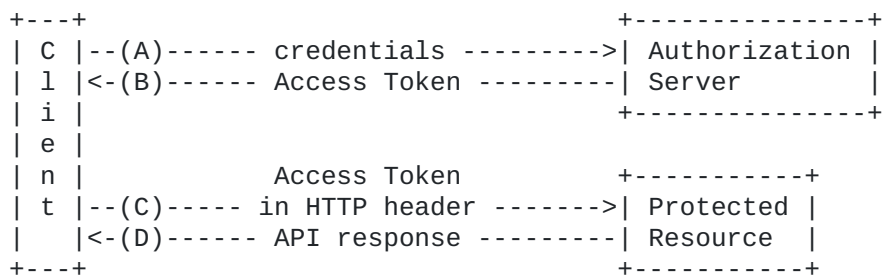 +---+                                  +---------------+
| C |--(A)------ credentials --------->| Authorization |
| l |<-(B)------ Access Token ---------| Server        |
| i |                                  +---------------+
| e |
| n |            Access Token          +-----------+
| t |--(C)----- in HTTP header ------->| Protected |
|   |<-(D)------ API response ---------| Resource  |
+---+                                  +-----------+